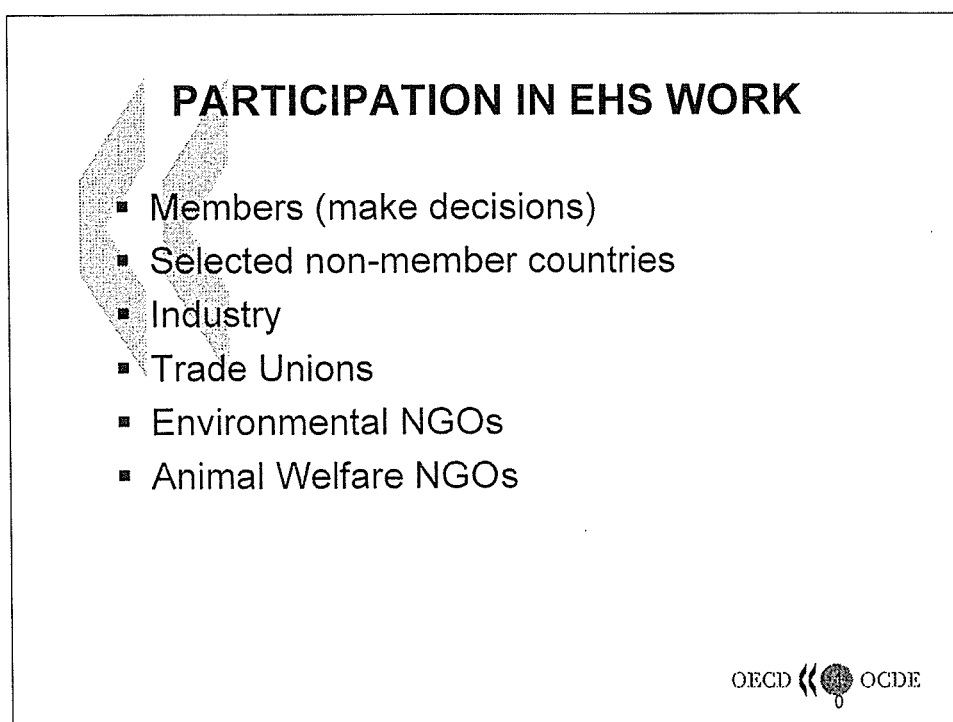 PARTICIPATION IN EHS WORK
▪ Members (make decisions)
▪ Selected non-member countries
▪ Industry
▪ Trade Unions
▪ Environmental NGOs
▪ Animal Welfare NGOs
OECD OCDE